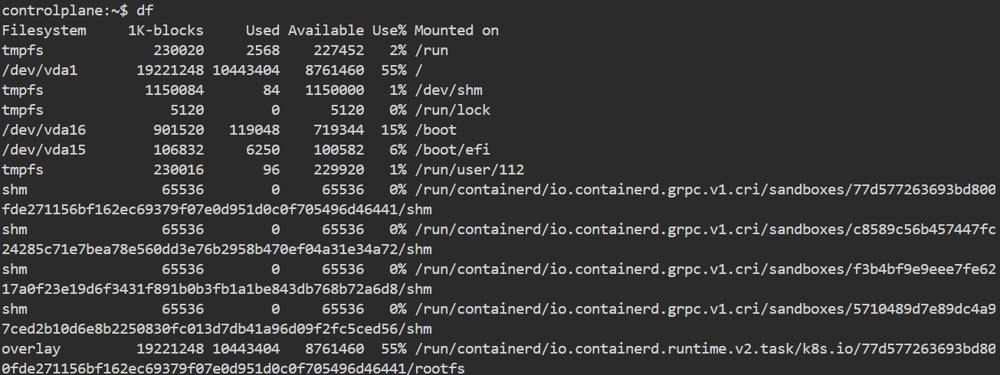 controlplane:~$ df
Filesystem     1K-blocks     Used Available Use% Mounted on
tmpfs             230020     2568    227452   2% /run
/dev/vda1       19221248 10443404   8761460  55% /
tmpfs            1150084       84   1150000   1% /dev/shm
tmpfs               5120        0      5120   0% /run/lock
/dev/vda16        901520   119048    719344  15% /boot
/dev/vda15        106832     6250    100582   6% /boot/efi
tmpfs             230016       96    229920   1% /run/user/112
shm                65536        0     65536   0% /run/containerd/io.containerd.grpc.v1.cri/sandboxes/77d577263693bd800
fde271156bf162ec69379f07e0d951d0c0f705496d46441/shm
shm                65536        0     65536   0% /run/containerd/io.containerd.grpc.v1.cri/sandboxes/c8589c56b457447fc
24285c71e7bea78e560dd3e76b2958b470ef04a31e34a72/shm
shm                65536        0     65536   0% /run/containerd/io.containerd.grpc.v1.cri/sandboxes/f3b4bf9e9eee7fe62
17a0f23e19d6f3431f891b0b3fb1a1be843db768b72a6d8/shm
shm                65536        0     65536   0% /run/containerd/io.containerd.grpc.v1.cri/sandboxes/5710489d7e89dc4a9
7ced2b10d6e8b2250830fc013d7db41a96d09f2fc5ced56/shm
overlay         19221248 10443404   8761460  55% /run/containerd/io.containerd.runtime.v2.task/k8s.io/77d577263693bd80
0fde271156bf162ec69379f07e0d951d0c0f705496d46441/rootfs